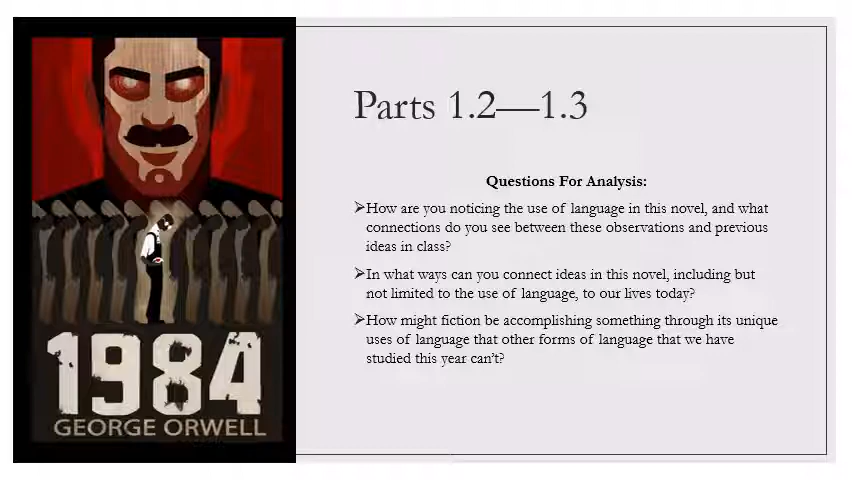 Parts 1.2—1.3
Questions For Analysis:
➢How are you noticing the use of language in this novel, and what
connections do you see between these observations and previous
ideas in class?
➢In what ways can you connect ideas in this novel, including but
not limited to the use of language, to our lives today?
➢How might fiction be accomplishing something through its unique
uses of language that other forms of language that we have
studied this year can't?
1984
GEORGE ORWELL